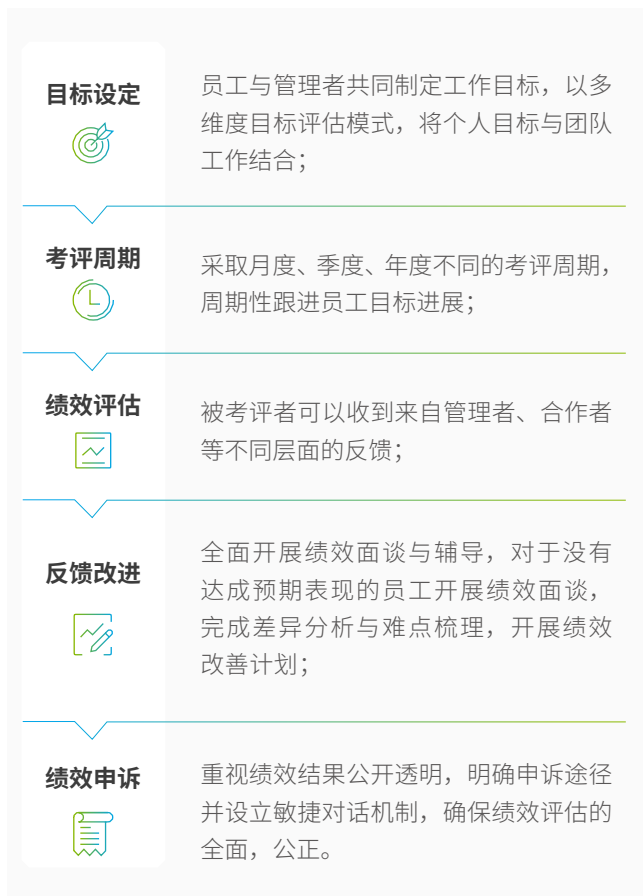 目标设定
员工与管理者共同制定工作目标，以多
维度目标评估模式，将个人目标与团队
工作结合；
考评周期
采取月度、季度、年度不同的考评周期，
周期性跟进员工目标进展；
绩效评估
被考评者可以收到来自管理者、合作者
等不同层面的反馈；
反馈改进
全面开展绩效面谈与辅导，对于没有
达成预期表现的员工开展绩效面谈，
完成差异分析与难点梳理，开展绩效
改善计划；
绩效申诉
重视绩效结果公开透明，明确申诉途径
并设立敏捷对话机制，确保绩效评估的
全面，公正。